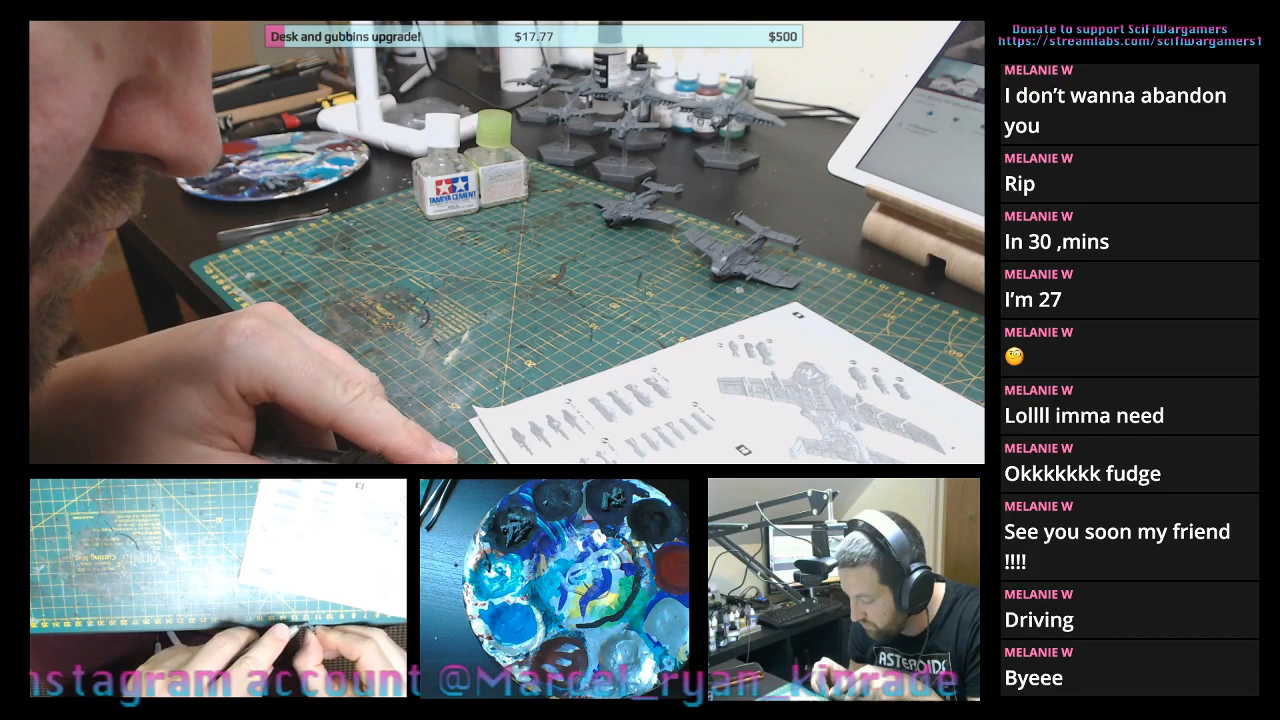 Desk and gubbins upgrade! $17.77 $500
Donate to support SciFiWargamers
https://streamlabs.com/scifiwargamers1
MELANIE W
I don’t wanna abandon
you
MELANIE W
Rip
MELANIE W
In 30 ,mins
MELANIE W
I’m 27
MELANIE W
🧐
MELANIE W
Lollll imma need
MELANIE W
Okkkkkkk fudge
MELANIE W
See you soon my friend
!!!!
MELANIE W
Driving
MELANIE W
Byeee
TAMIYA CEMENT
ASTEROIDS
nstagram account @Marcel_ryan_kinrade